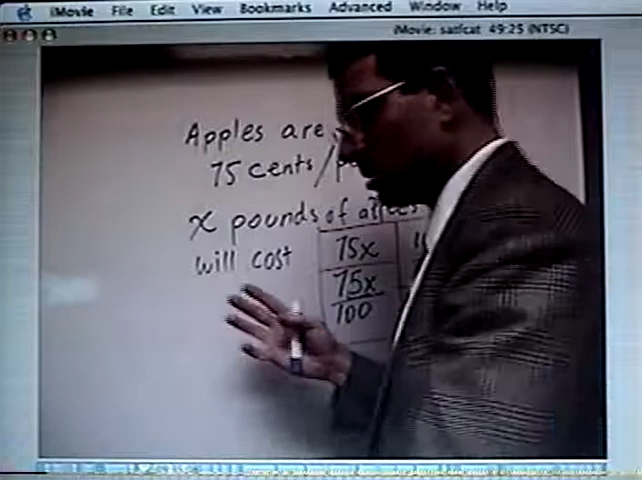 iMovie File Edit View Bookmarks Advanced Window Help
iMovie: satfcat 49:25 (NTSC)
Apples are
75 cents/
x pounds of apples
will cost
75x
75x
100